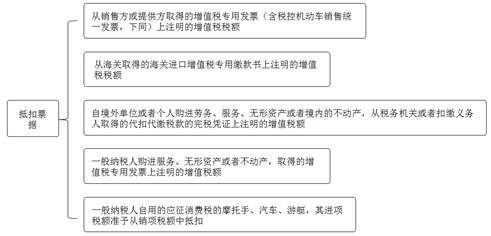 从销售方或提供方取得的增值税专用发票（含税控机动车销售统
一发票，下同）上注明的增值税税额
从海关取得的海关进口增值税专用缴款书上注明的增值
税税额
抵扣票
据
自境外单位或者个人购进劳务、服务、无形资产或者境内的不动产，从税务机关或者扣缴义务
人取得的代扣代缴税款的完税凭证上注明的增值税额
一般纳税人购进服务、无形资产或者不动产，取得的增
值税专用发票上注明的增值税额
一般纳税人自用的应征消费税的摩托手、汽车、游艇，其进项
税额准予从销项税额中抵扣